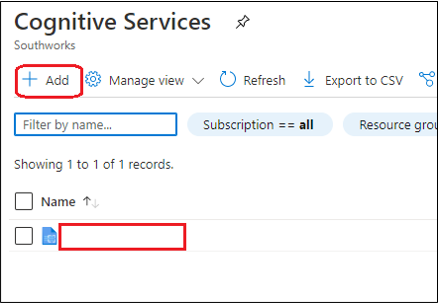 Cognitive Services
Southworks
Add Manage view Refresh Export to CSV
Filter by name... Subscription == all Resource grou
Showing 1 to 1 of 1 records.
Name ↑↓